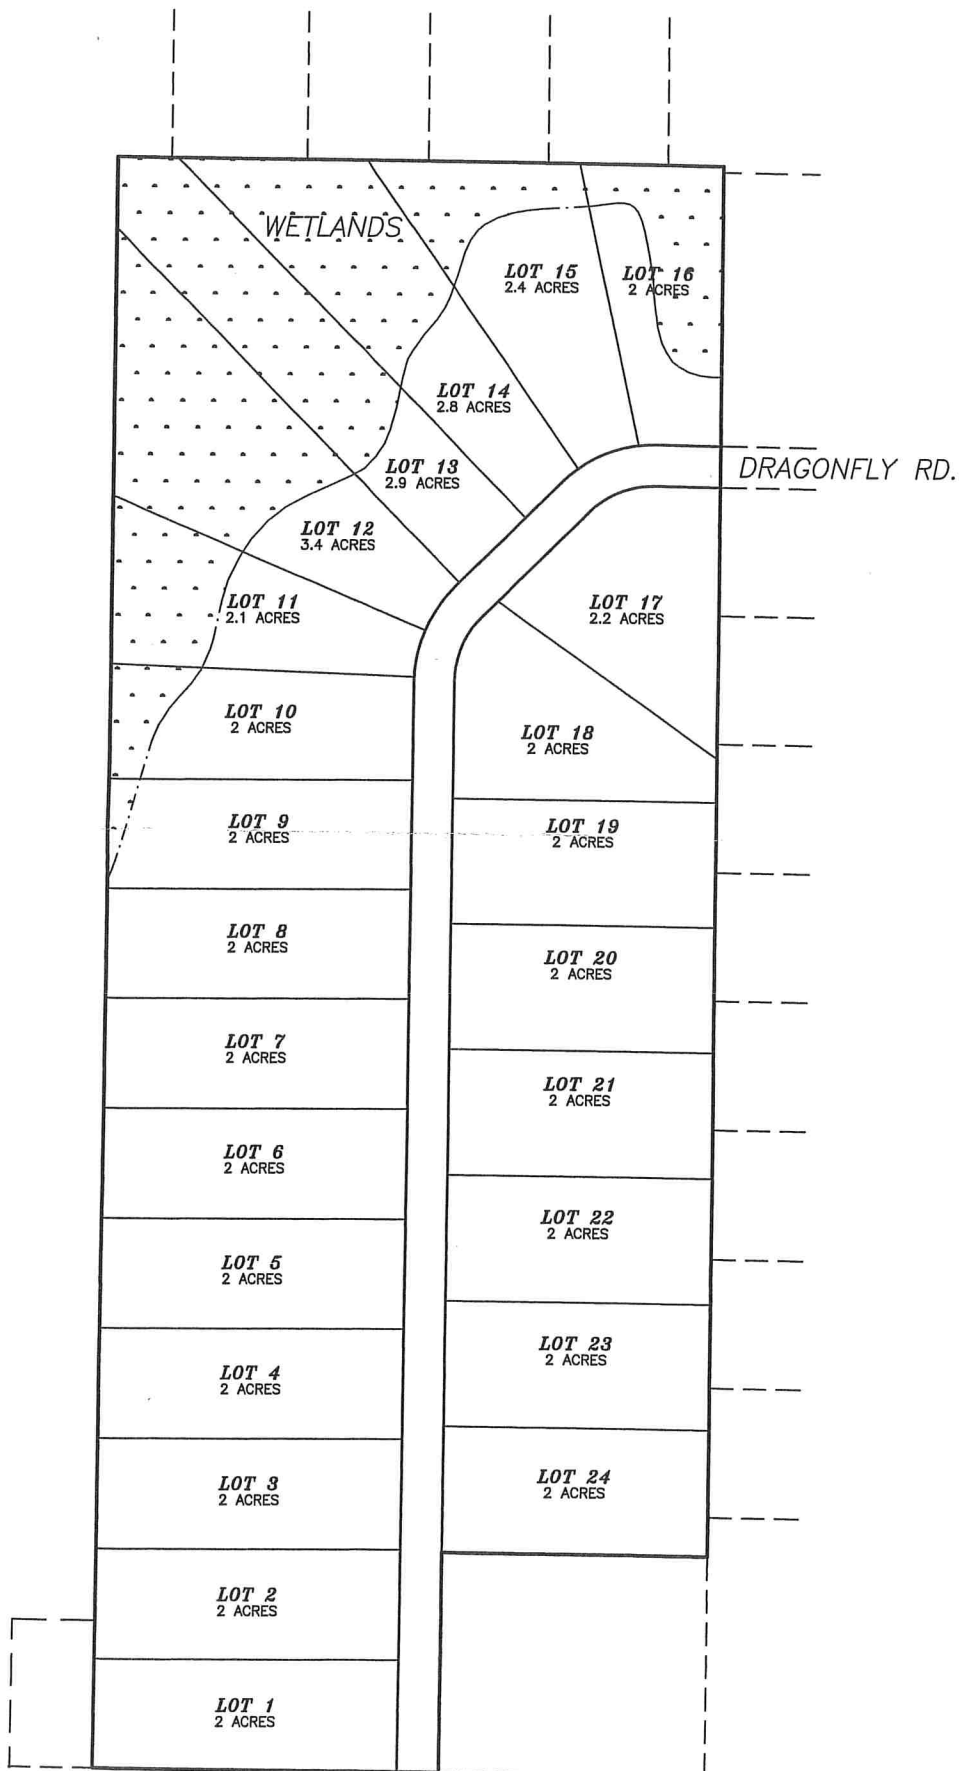 WETLANDS
LOT 15
2.4 ACRES
LOT 16
2 ACRES
LOT 14
2.8 ACRES
LOT 13
2.9 ACRES
DRAGONFLY RD.
LOT 12
3.4 ACRES
LOT 11
2.1 ACRES
LOT 17
2.2 ACRES
LOT 10
2 ACRES
LOT 18
2 ACRES
LOT 9
2 ACRES
LOT 19
2 ACRES
LOT 8
2 ACRES
LOT 20
2 ACRES
LOT 7
2 ACRES
LOT 21
2 ACRES
LOT 6
2 ACRES
LOT 22
2 ACRES
LOT 5
2 ACRES
LOT 23
2 ACRES
LOT 4
2 ACRES
LOT 3
2 ACRES
LOT 24
2 ACRES
LOT 2
2 ACRES
LOT 1
2 ACRES